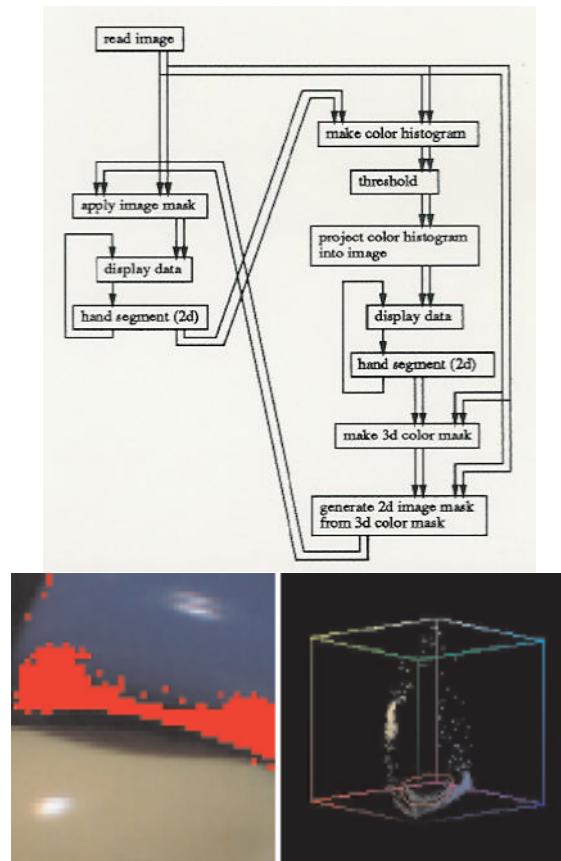 read image
make color histogram
threshold
apply image mask
project color histogram
into image
display data
hand segment (2d)
display data
hand segment (2d)
make 3d color mask
generate 2d image mask
from 3d color mask